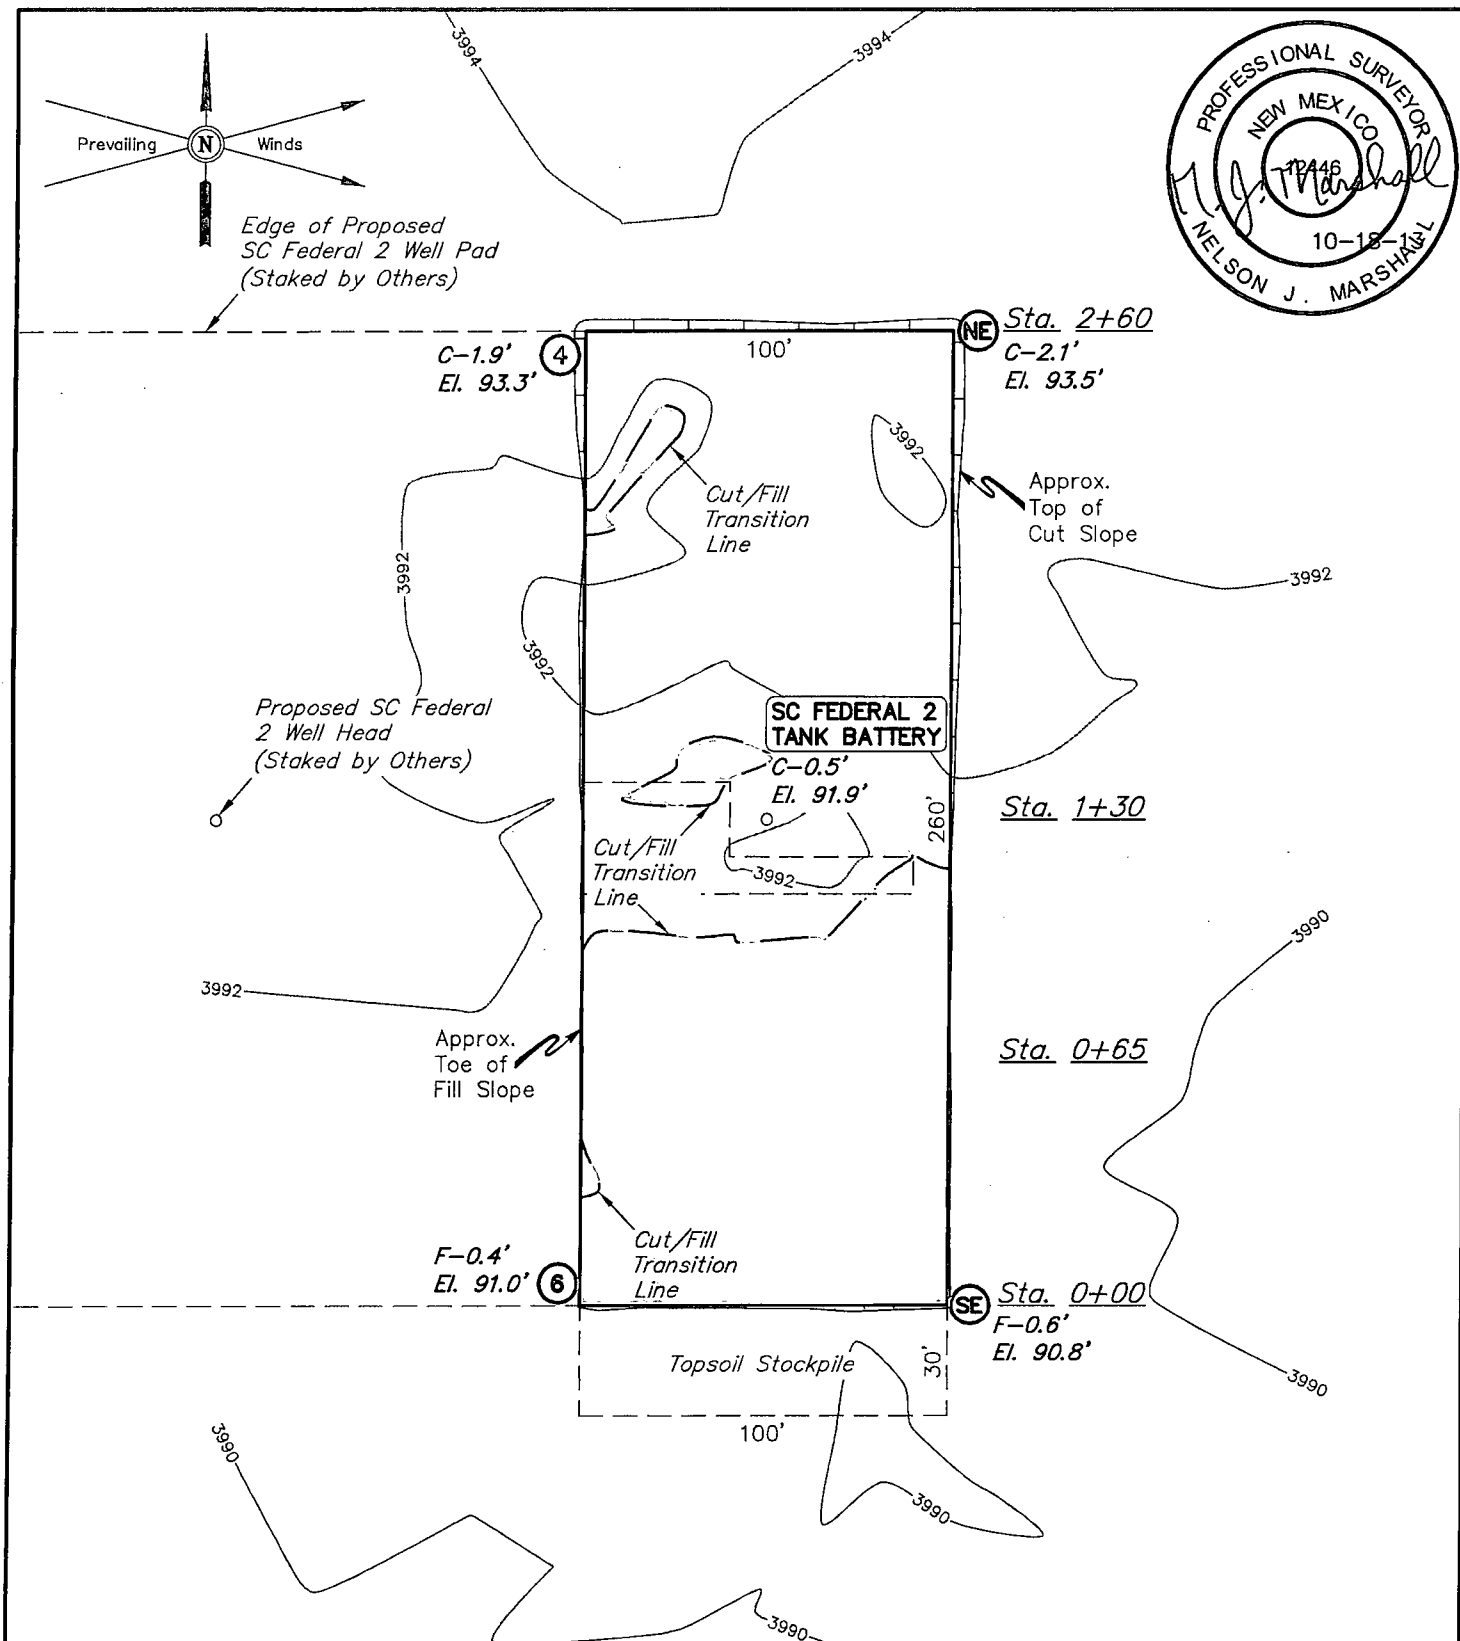 3994
3994
PROFESSIONAL SURVEYOR
NEW MEXICO
12446
N. J. Marshall
10-18-13
NELSON J. MARSHALL
Prevailing
N
Winds
Edge of Proposed
SC Federal 2 Well Pad
(Staked by Others)
C-1.9'
El. 93.3'
4
100'
NE
Sta. 2+60
C-2.1'
El. 93.5'
3992
Cut/Fill
Transition
Line
Approx.
Top of
Cut Slope
3992
3992
3992
Proposed SC Federal
2 Well Head
(Staked by Others)
SC FEDERAL 2
TANK BATTERY
C-0.5'
El. 91.9'
260'
Sta. 1+30
Cut/Fill
Transition
Line
3992
3990
3992
Approx.
Toe of
Fill Slope
Sta. 0+65
F-0.4'
El. 91.0'
6
Cut/Fill
Transition
Line
SE
Sta. 0+00
F-0.6'
El. 90.8'
Topsoil Stockpile
30'
3990
100'
3990
3990
3990